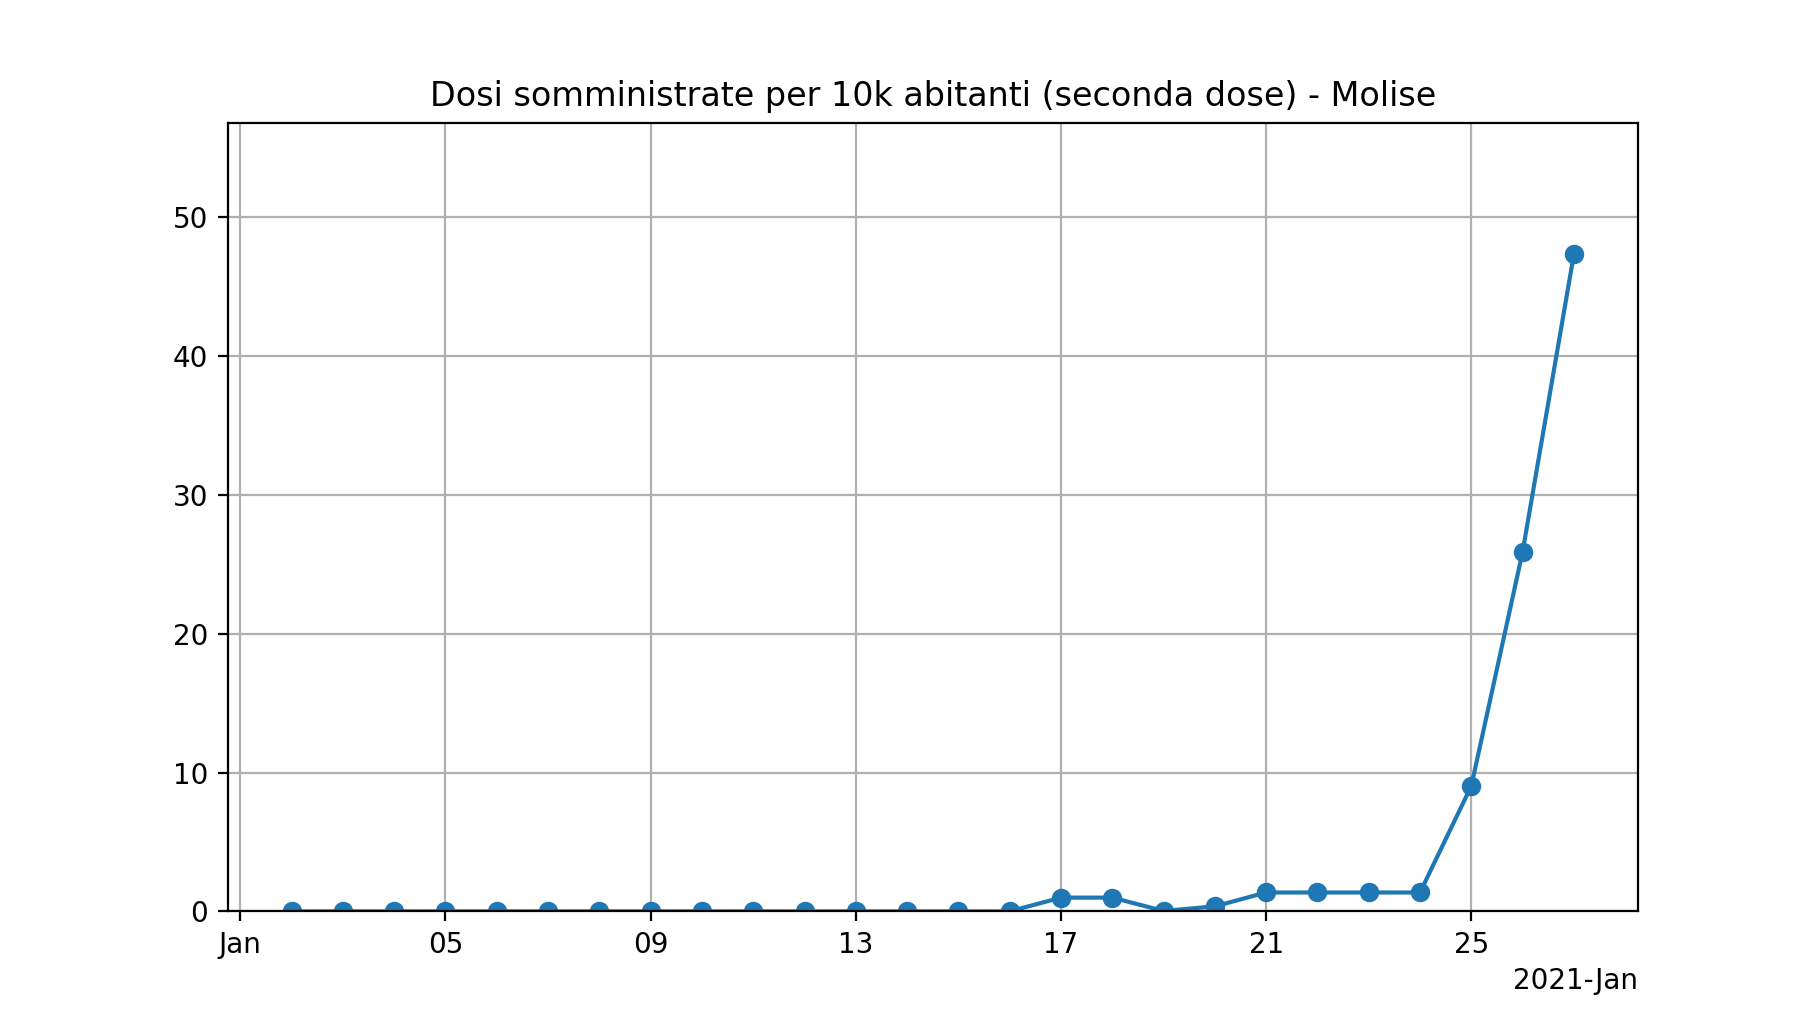 Dosi somministrate per 10k abitanti (seconda dose) - Molise
50
40
30
20
10
0
Jan 05 09 13 17 21 25
2021-Jan